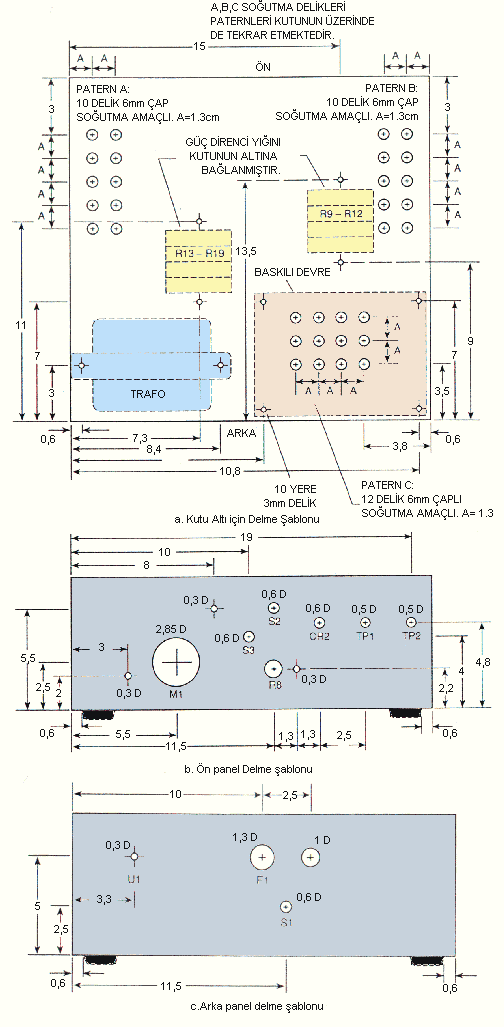 A,B,C SOĞUTMA DELİKLERİ
PATERNLERİ KUTUNUN ÜZERİNDE
DE TEKRAR ETMEKTEDİR.
15
ÖN
A
A
A
A
PATERN A:
10 DELİK 6mm ÇAP
SOĞUTMA AMAÇLI. A=1.3cm
PATERN B:
10 DELİK 6mm ÇAP
SOĞUTMA AMAÇLI. A=1.3cm
3
3
A
A
A
A
A
A
A
A
GÜÇ DİRENCİ YIĞINI
KUTUNUN ALTINA
BAĞLANMIŞTIR.
R9 – R12
R13 – R19
13,5
BASKILI DEVRE
11
7
3
A
A
A
A
A
9
7
3,5
TRAFO
0,6
7,3
8,4
ARKA
3,8
0,6
10,8
10 YERE
3mm DELİK
PATERN C:
12 DELİK 6mm ÇAPLI
SOĞUTMA AMAÇLI. A= 1.3
a. Kutu Altı için Delme Şablonu
19
10
8
0,3 D
0,6 D
S2
0,6 D
CH2
0,5 D
TP1
0,5 D
TP2
2,85 D
0,6 D
S3
5,5
3
2,5
2
0,3 D
M1
R8
0,3 D
4,8
4
2,2
0,6
5,5
11,5
1,3
1,3
2,5
0,6
b. Ön panel Delme şablonu
10
2,5
0,3 D
U1
1,3 D
F1
1 D
0,6 D
S1
5
3,3
2,5
0,6
11,5
0,6
c.Arka panel delme şablonu